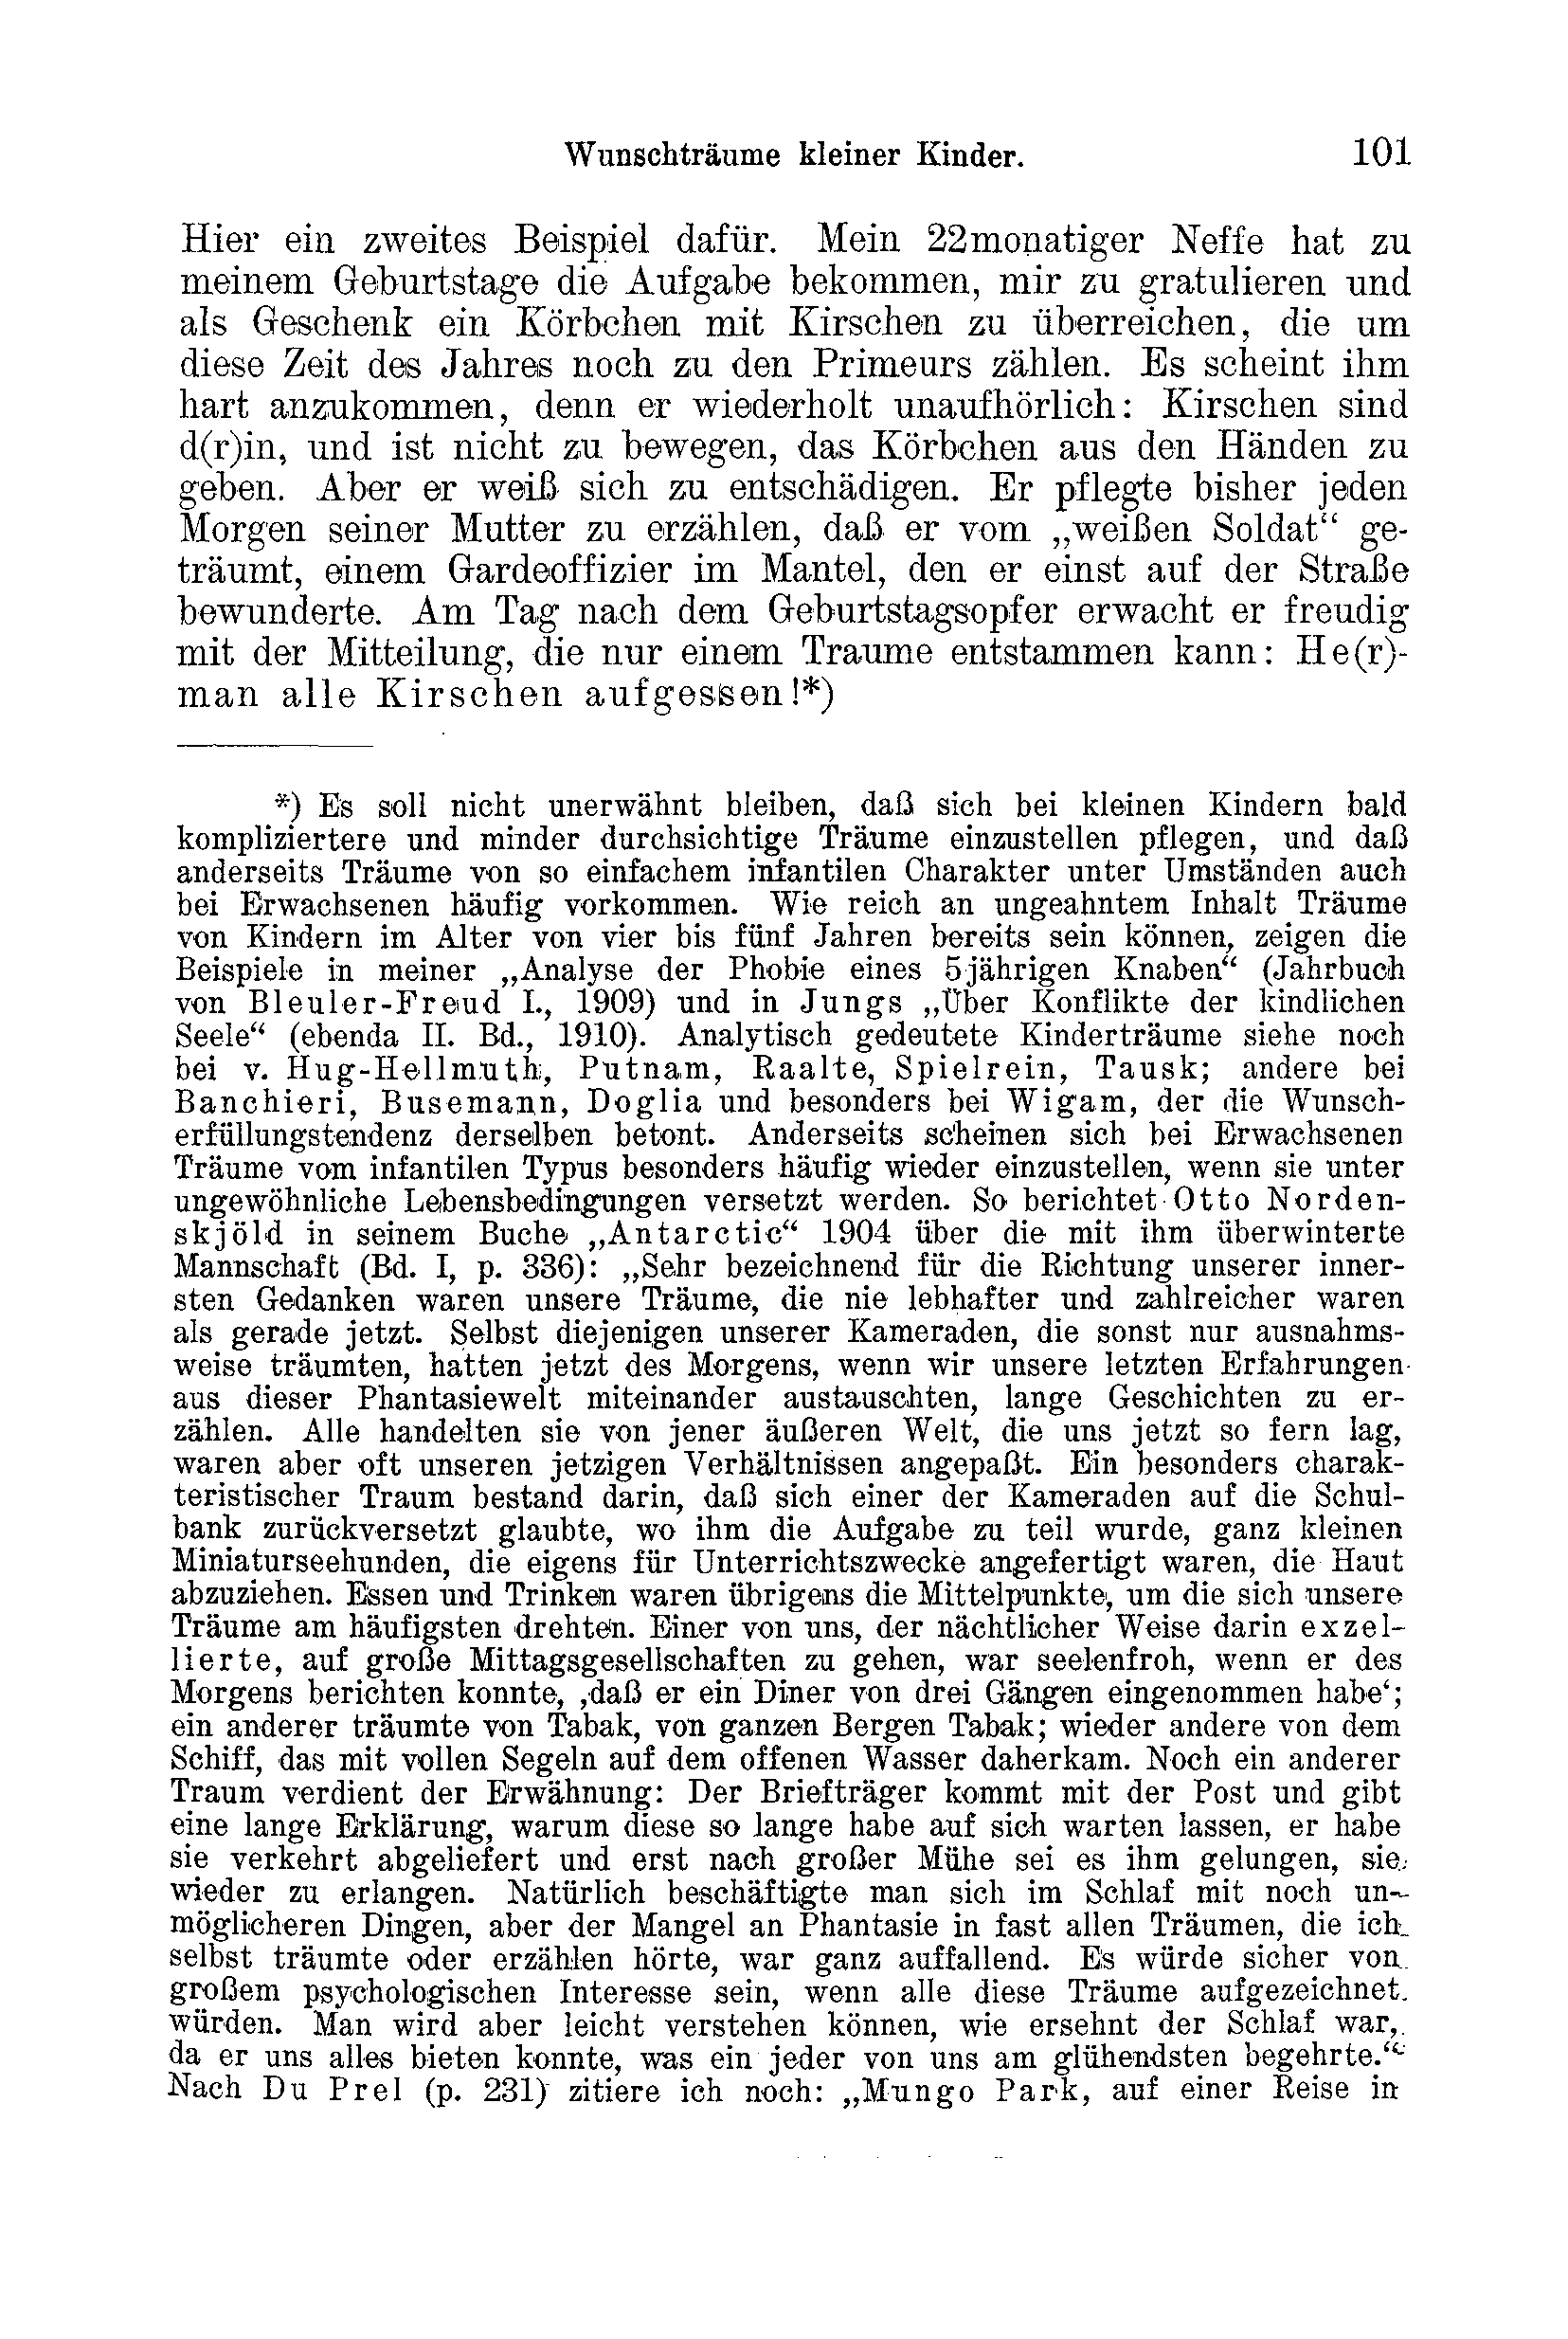 Wunschträume kleiner Kinder. 101
Hier ein zweites Beispiel dafür. Mein 22monatiger Neffe hat zu
meinem Geburtstage die Aufgabe bekommen, mir zu gratulieren und
als Geschenk ein Körbchen mit Kirschen zu überreichen, die um
diese Zeit des Jahres noch zu den Primeurs zählen. Es scheint ihm
hart anzukommen, denn er wiederholt unaufhörlich: Kirschen sind
d(r)in, und ist nicht zu bewegen, das Körbchen aus den Händen zu
geben. Aber er weiß sich zu entschädigen. Er pflegte bisher jeden
Morgen seiner Mutter zu erzählen, daß er vom „weißen Soldat“ ge-
träumt, einem Gardeoffizier im Mantel, den er einst auf der Straße
bewunderte. Am Tag nach dem Geburtstagsopfer erwacht er freudig
mit der Mitteilung, die nur einem Traume entstammen kann: He(r)-
man alle Kirschen aufgessen!*)
*) Es soll nicht unerwähnt bleiben, daß sich bei kleinen Kindern bald
kompliziertere und minder durchsichtige Träume einzustellen pflegen, und daß
anderseits Träume von so einfachem infantilen Charakter unter Umständen auch
bei Erwachsenen häufig vorkommen. Wie reich an ungeahntem Inhalt Träume
von Kindern im Alter von vier bis fünf Jahren bereits sein können, zeigen die
Beispiele in meiner „Analyse der Phobie eines 5jährigen Knaben“ (Jahrbuch
von Bleuler-Freud I., 1909) und in Jungs „Über Konflikte der kindlichen
Seele“ (ebenda II. Bd., 1910). Analytisch gedeutete Kinderträume siehe noch
bei v. Hug-Hellmuth, Putnam, Raalte, Spielrein, Tausk; andere bei
Banchieri, Busemann, Doglia und besonders bei Wigam, der die Wunsch-
erfüllungstendenz derselben betont. Anderseits scheinen sich bei Erwachsenen
Träume vom infantilen Typus besonders häufig wieder einzustellen, wenn sie unter
ungewöhnliche Lebensbedingungen versetzt werden. So berichtet Otto Norden-
skjöld in seinem Buche „Antarctic“ 1904 über die mit ihm überwinterte
Mannschaft (Bd. I, p. 336): „Sehr bezeichnend für die Richtung unserer inner-
sten Gedanken waren unsere Träume, die nie lebhafter und zahlreicher waren
als gerade jetzt. Selbst diejenigen unserer Kameraden, die sonst nur ausnahms-
weise träumten, hatten jetzt des Morgens, wenn wir unsere letzten Erfahrungen
aus dieser Phantasiewelt miteinander austauschten, lange Geschichten zu er-
zählen. Alle handelten sie von jener äußeren Welt, die uns jetzt so fern lag,
waren aber oft unseren jetzigen Verhältnissen angepaßt. Ein besonders charak-
teristischer Traum bestand darin, daß sich einer der Kameraden auf die Schul-
bank zurückversetzt glaubte, wo ihm die Aufgabe zu teil wurde, ganz kleinen
Miniaturseehunden, die eigens für Unterrichtszwecke angefertigt waren, die Haut
abzuziehen. Essen und Trinken waren übrigens die Mittelpunkte, um die sich unsere
Träume am häufigsten drehten. Einer von uns, der nächtlicher Weise darin exzel-
lierte, auf große Mittagsgesellschaften zu gehen, war seelenfroh, wenn er des
Morgens berichten konnte, ‚daß er ein Diner von drei Gängen eingenommen habe‘;
ein anderer träumte von Tabak, von ganzen Bergen Tabak; wieder andere von dem
Schiff, das mit vollen Segeln auf dem offenen Wasser daherkam. Noch ein anderer
Traum verdient der Erwähnung: Der Briefträger kommt mit der Post und gibt
eine lange Erklärung, warum diese so lange habe auf sich warten lassen, er habe
sie verkehrt abgeliefert und erst nach großer Mühe sei es ihm gelungen, sie
wieder zu erlangen. Natürlich beschäftigte man sich im Schlaf mit noch un-
möglicheren Dingen, aber der Mangel an Phantasie in fast allen Träumen, die ich
selbst träumte oder erzählen hörte, war ganz auffallend. Es würde sicher von
großem psychologischen Interesse sein, wenn alle diese Träume aufgezeichnet
würden. Man wird aber leicht verstehen können, wie ersehnt der Schlaf war,
da er uns alles bieten konnte, was ein jeder von uns am glühendsten begehrte.“
Nach Du Prel (p. 231) zitiere ich noch: „Mungo Park, auf einer Reise in